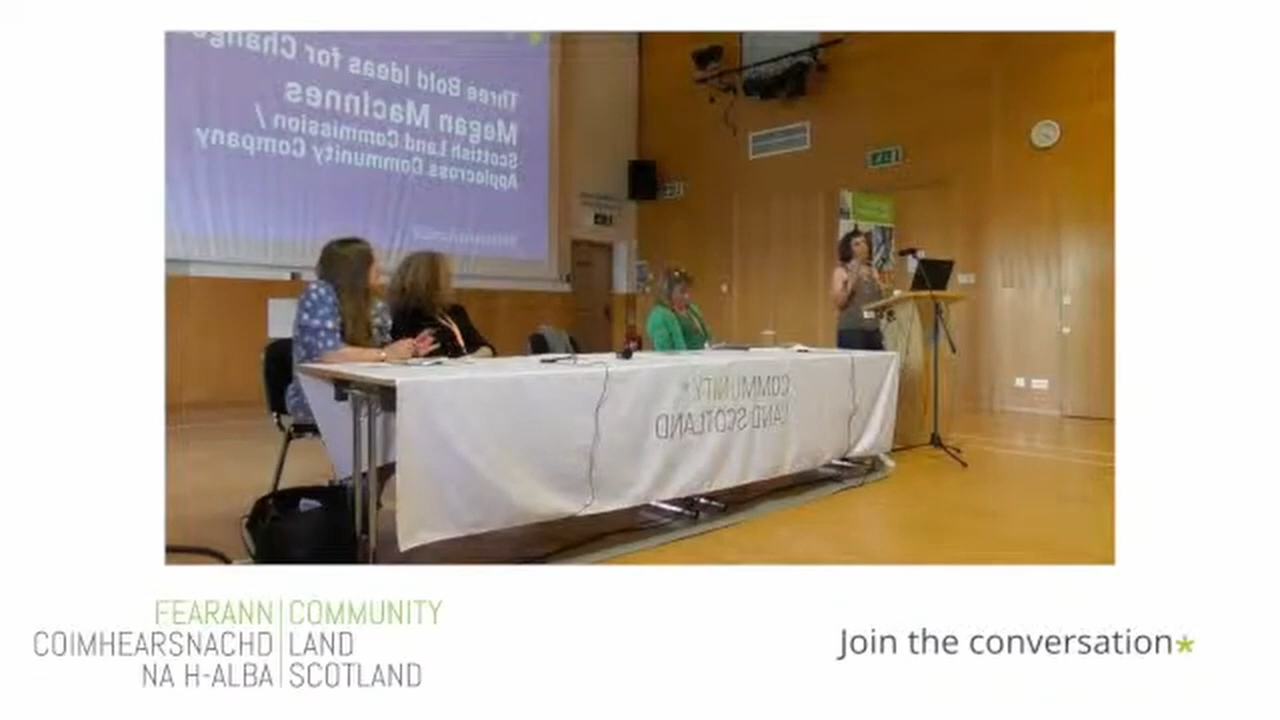 Three Bold Ideas for Change
Megan MacInnes
Scottish Land Commission /
Applecross Community Company
COMMUNITY*
LAND SCOTLAND
FEARANN COMMUNITY
COIMHEARSNACHD LAND
NA H-ALBA SCOTLAND
Join the conversation*